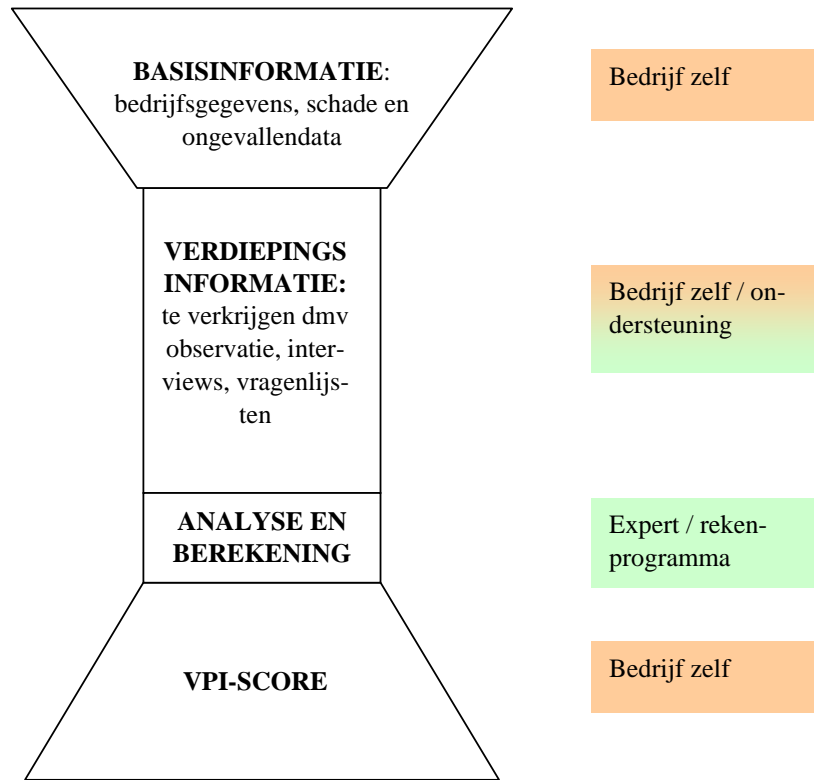 BASISINFORMATIE:
bedrijfsgegevens, schade en
ongevallendata
Bedrijf zelf
VERDIEPINGS
INFORMATIE:
te verkrijgen dmv
observatie, inter-
views, vragenlijs-
ten
Bedrijf zelf / on-
dersteuning
ANALYSE EN
BEREKENING
Expert / reken-
programma
VPI-SCORE
Bedrijf zelf